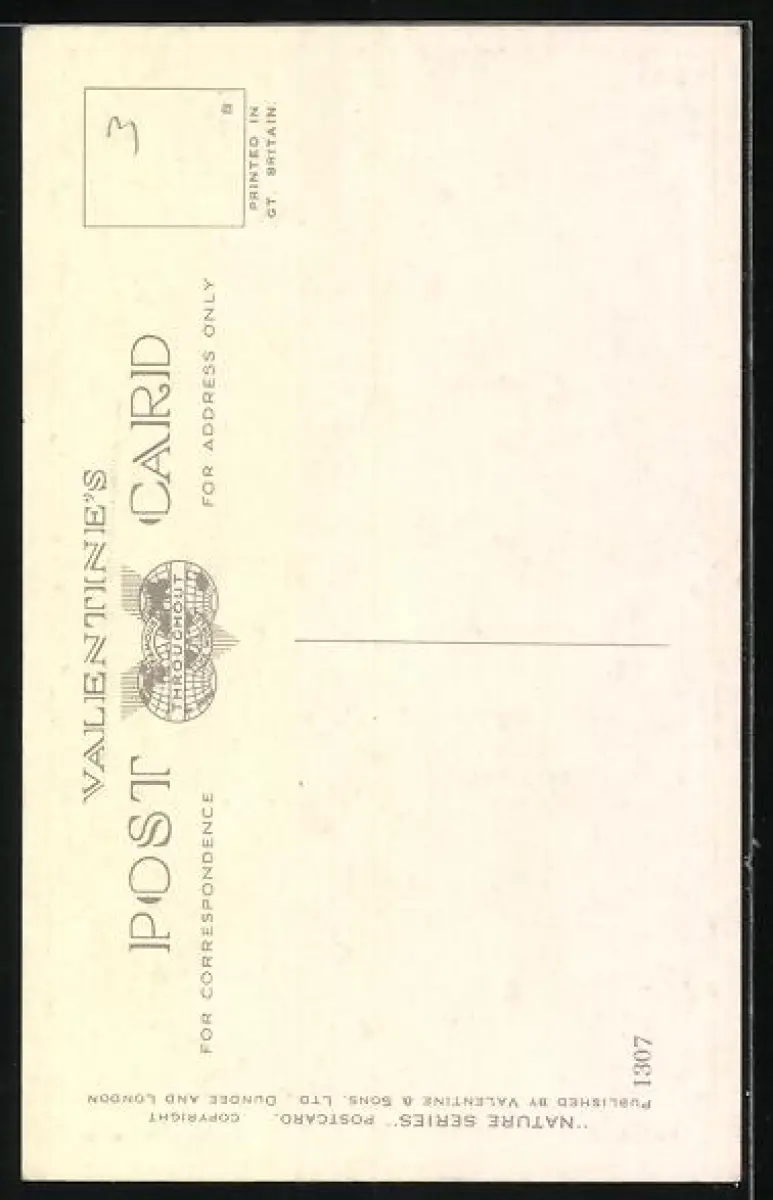 VALENTINE'S
POST CARD
THROUGHOUT
FOR CORRESPONDENCE
FOR ADDRESS ONLY
3
B
PRINTED IN
GT. BRITAIN.
1307
"NATURE SERIES" POSTCARD. COPYRIGHT
PUBLISHED BY VALENTINE & SONS, LTD., DUNDEE AND LONDON